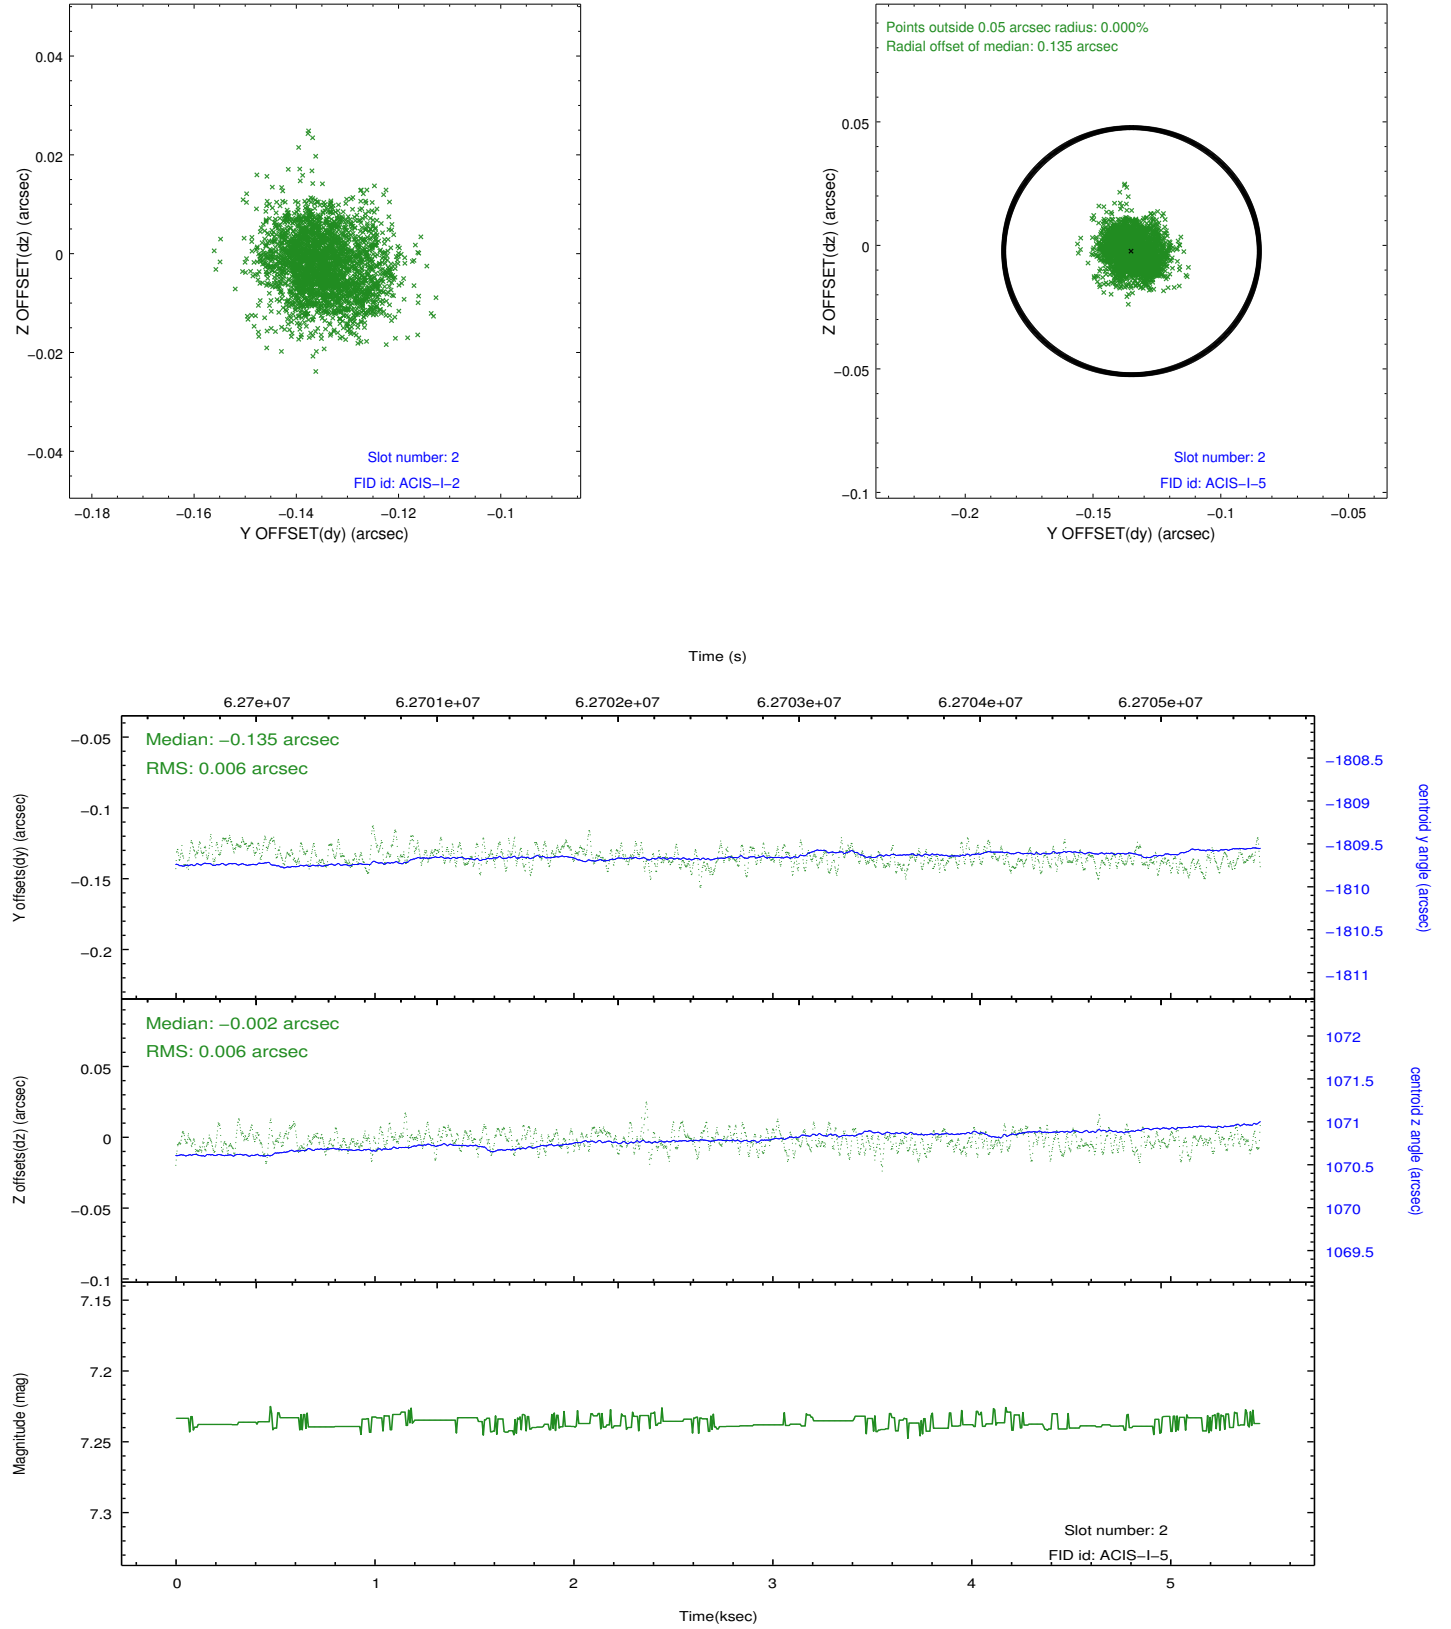 0.04
0.02
0
−0.02
−0.04
Z OFFSET(dz) (arcsec)
Slot number: 2
FID id: ACIS−I−2
−0.18
−0.16
−0.14
−0.12
−0.1
Y OFFSET(dy) (arcsec)
Points outside 0.05 arcsec radius: 0.000%
Radial offset of median: 0.135 arcsec
0.05
0
−0.05
−0.1
Z OFFSET(dz) (arcsec)
Slot number: 2
FID id: ACIS−I−5
−0.2
−0.15
−0.1
−0.05
Y OFFSET(dy) (arcsec)
Time (s)
6.27e+07
6.2701e+07
6.2702e+07
6.2703e+07
6.2704e+07
6.2705e+07
Median: −0.135 arcsec
RMS: 0.006 arcsec
−0.05
−0.1
−0.15
−0.2
Y offsets(dy) (arcsec)
−1808.5
−1809
−1809.5
−1810
−1810.5
−1811
centroid y angle (arcsec)
Median: −0.002 arcsec
RMS: 0.006 arcsec
0.05
0
−0.05
−0.1
Z offsets(dz) (arcsec)
1072
1071.5
1071
1070.5
1070
1069.5
centroid z angle (arcsec)
7.15
7.2
7.25
7.3
Magnitude (mag)
Slot number: 2
FID id: ACIS−I−5
0
1
2
3
4
5
Time(ksec)